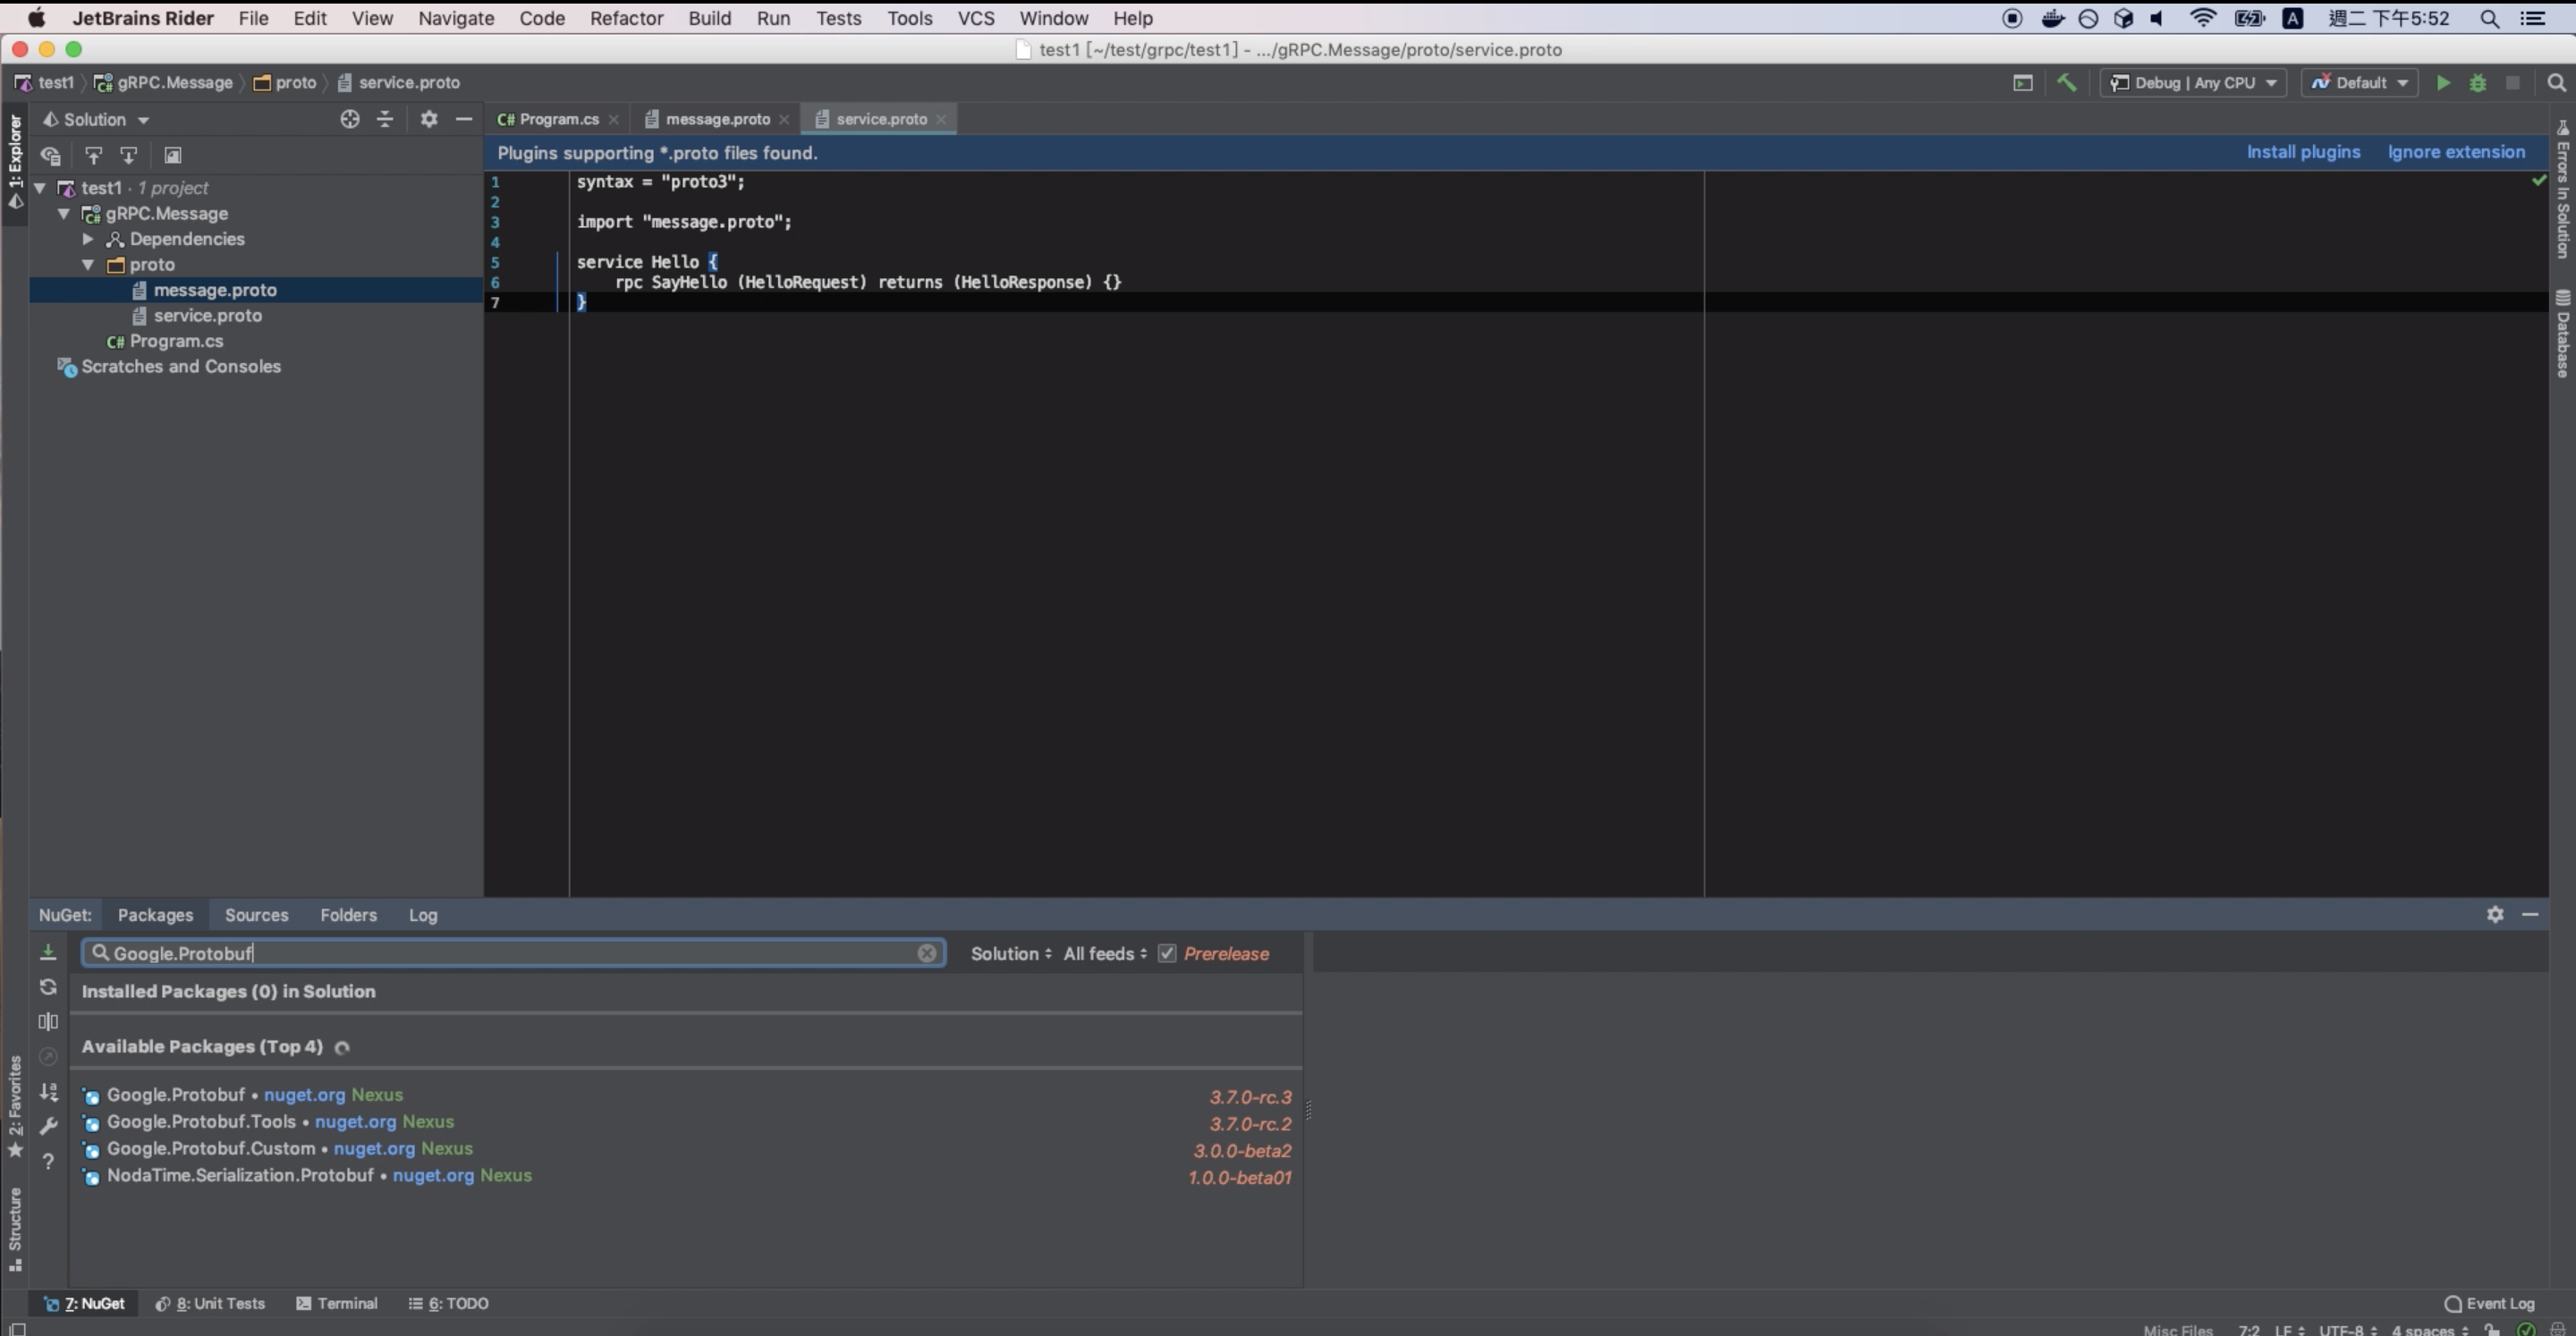 JetBrains Rider File Edit View Navigate Code Refactor Build Run Tests Tools VCS Window Help A 週二 下午5:52
test1 [~/test/grpc/test1] - .../gRPC.Message/proto/service.proto
test1 gRPC.Message proto service.proto Debug | Any CPU Default
1: Explorer
Solution
test1 · 1 project
C# gRPC.Message
Dependencies
proto
message.proto
service.proto
C# Program.cs
Scratches and Consoles
C# Program.cs message.proto service.proto
Plugins supporting *.proto files found. Install plugins Ignore extension
1 syntax = "proto3";
2
3 import "message.proto";
4
5 service Hello {
6 rpc SayHello (HelloRequest) returns (HelloResponse) {}
7 }
Errors In Solution
Database
NuGet: Packages Sources Folders Log
Google.Protobuf Solution All feeds Prerelease
Installed Packages (0) in Solution
Available Packages (Top 4)
Google.Protobuf • nuget.org Nexus 3.7.0-rc.3
Google.Protobuf.Tools • nuget.org Nexus 3.7.0-rc.2
Google.Protobuf.Custom • nuget.org Nexus 3.0.0-beta2
NodaTime.Serialization.Protobuf • nuget.org Nexus 1.0.0-beta01
2: Favorites
Structure
7: NuGet 8: Unit Tests Terminal 6: TODO Event Log
Misc Files 7:2 LF UTF-8 4 spaces